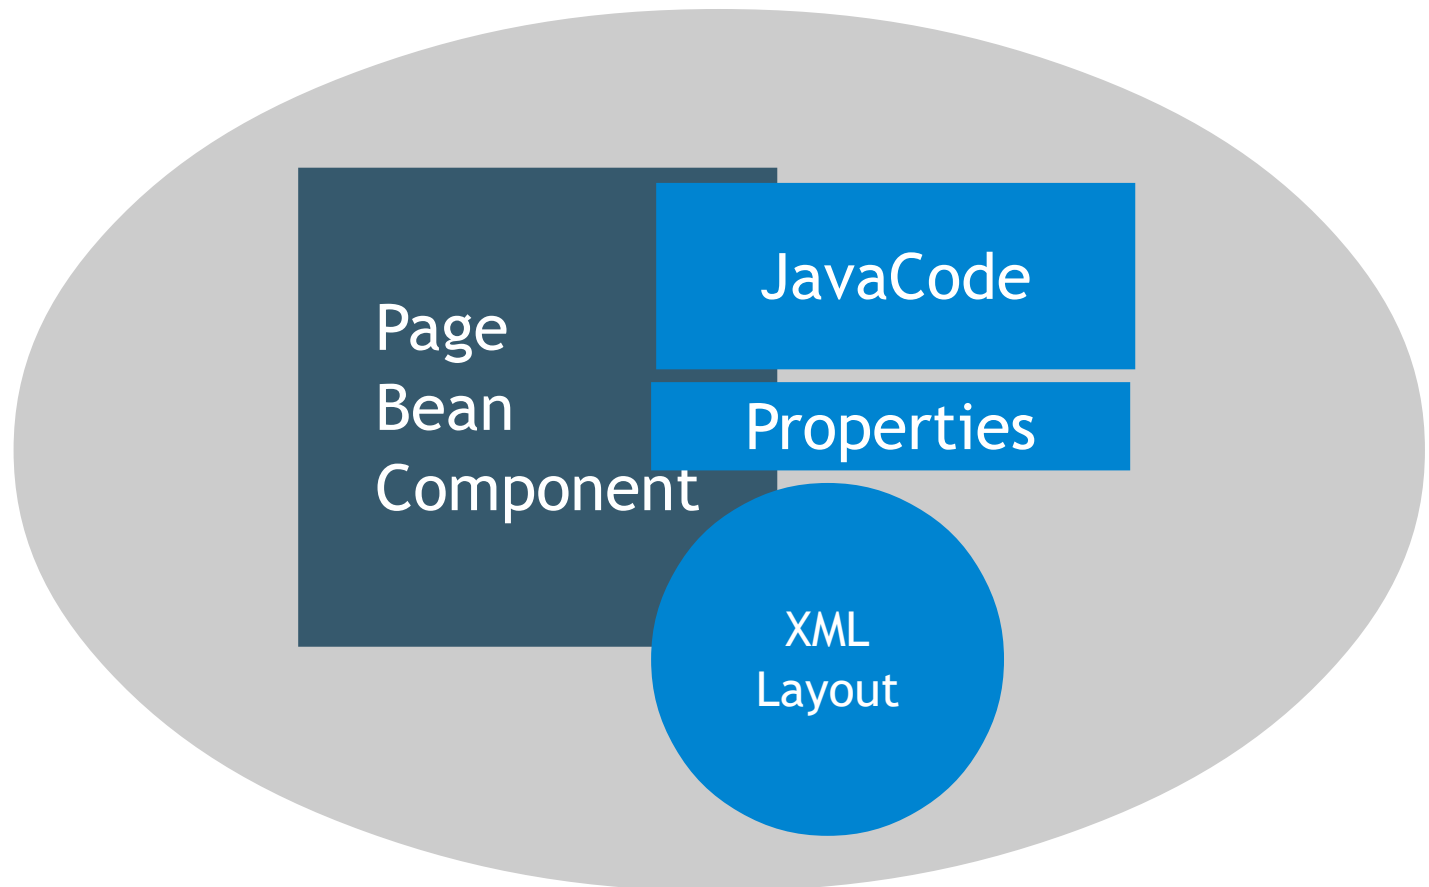 Page
Bean
Component
JavaCode
Properties
XML
Layout